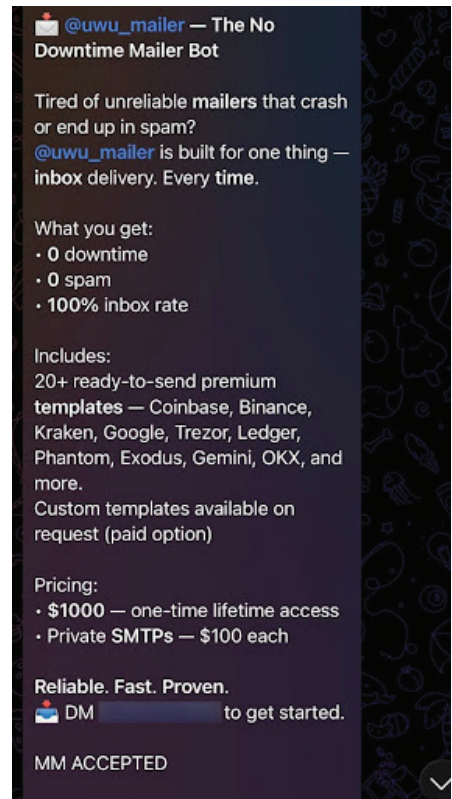 📩 @uwu_mailer — The No
Downtime Mailer Bot
Tired of unreliable mailers that crash
or end up in spam?
@uwu_mailer is built for one thing —
inbox delivery. Every time.
What you get:
• 0 downtime
• 0 spam
• 100% inbox rate
Includes:
20+ ready-to-send premium
templates — Coinbase, Binance,
Kraken, Google, Trezor, Ledger,
Phantom, Exodus, Gemini, OKX, and
more.
Custom templates available on
request (paid option)
Pricing:
• $1000 — one-time lifetime access
• Private SMTPs — $100 each
Reliable. Fast. Proven.
📥 DM to get started.
MM ACCEPTED